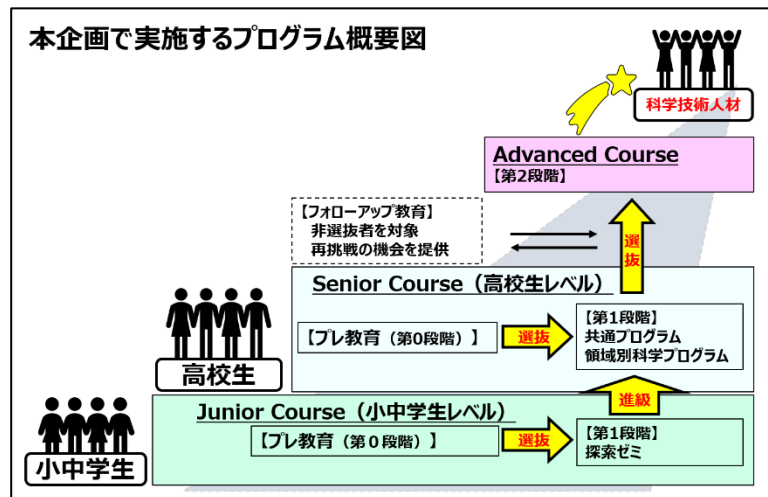 本企画で実施するプログラム概要図
科学技術人材
Advanced Course
【第2段階】
【フォローアップ教育】
非選抜者を対象
再挑戦の機会を提供
選抜
Senior Course（高校生レベル）
【プレ教育（第0段階）】
選抜
【第1段階】
共通プログラム
領域別科学プログラム
高校生
進級
Junior Course（小中学生レベル）
【プレ教育（第０段階）】
選抜
【第1段階】
探索ゼミ
小中学生